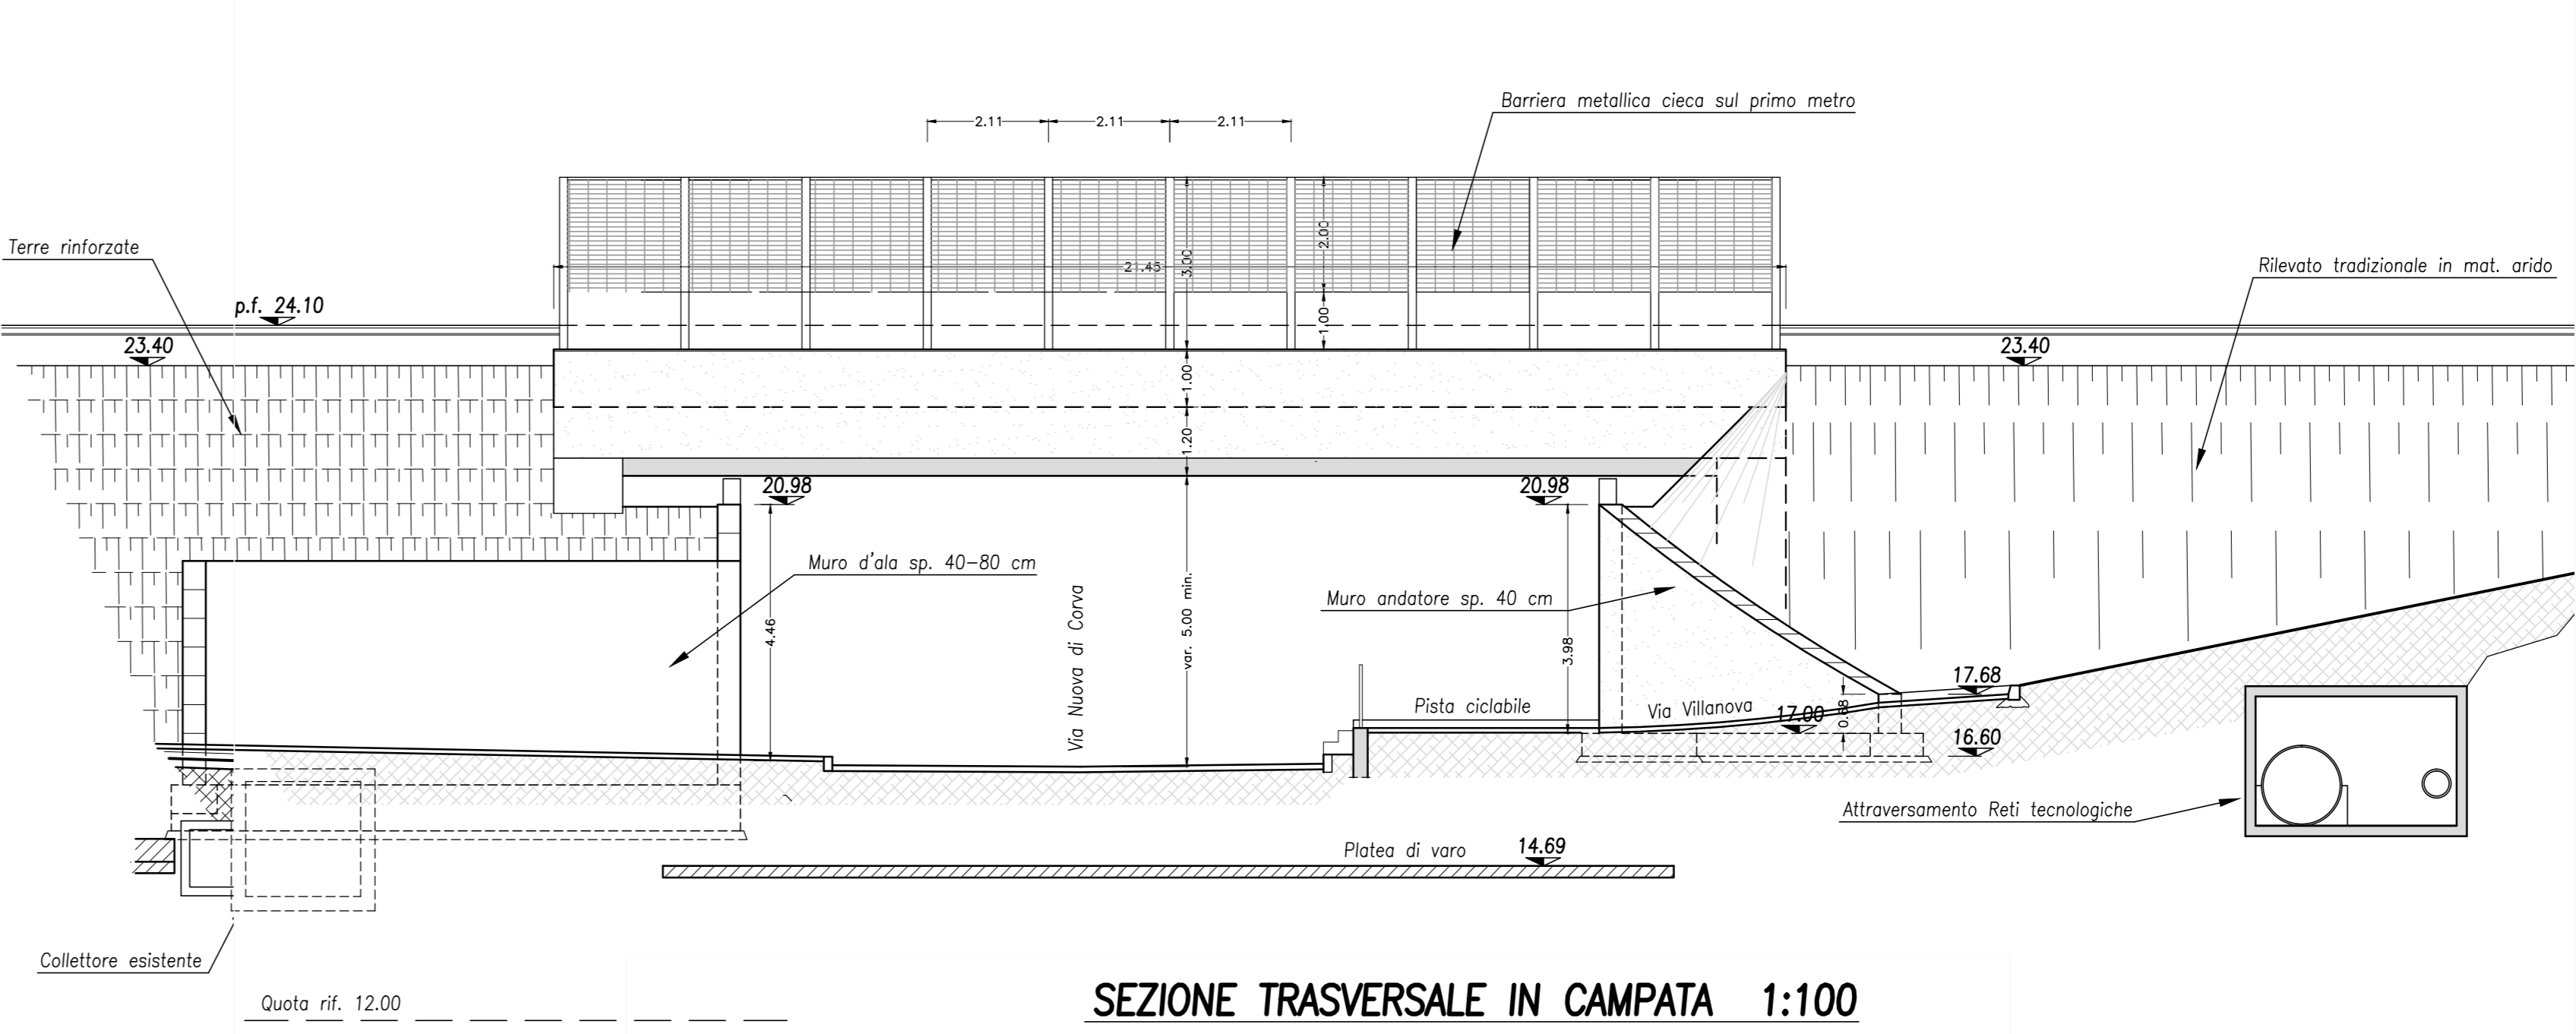 Barriera metallica cieca sul primo metro
2.11
2.11
2.11
Terre rinforzate
2.00
3.00
21.45
Rilevato tradizionale in mat. arido
p.f. 24.10
1.00
23.40
23.40
1.00
1.20
20.98
20.98
Muro d'ala sp. 40-80 cm
Muro andatore sp. 40 cm
4.46
Via Nuova di Corva
var. 5.00 min.
3.98
17.68
Pista ciclabile
Via Villanova
17.00
0.68
16.60
Attraversamento Reti tecnologiche
Platea di varo
14.69
Collettore esistente
Quota rif. 12.00
SEZIONE TRASVERSALE IN CAMPATA 1:100